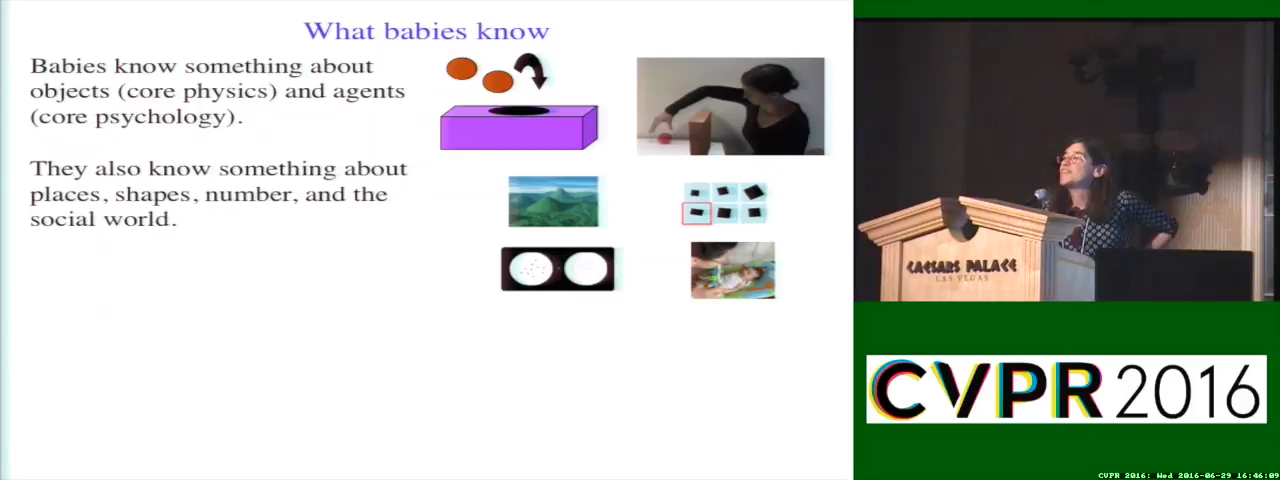 What babies know
Babies know something about
objects (core physics) and agents
(core psychology).
They also know something about
places, shapes, number, and the
social world.
CAESARS PALACE
LAS VEGAS
CVPR 2016
CVPR 2016: Wed 2016-06-29 16:46:09